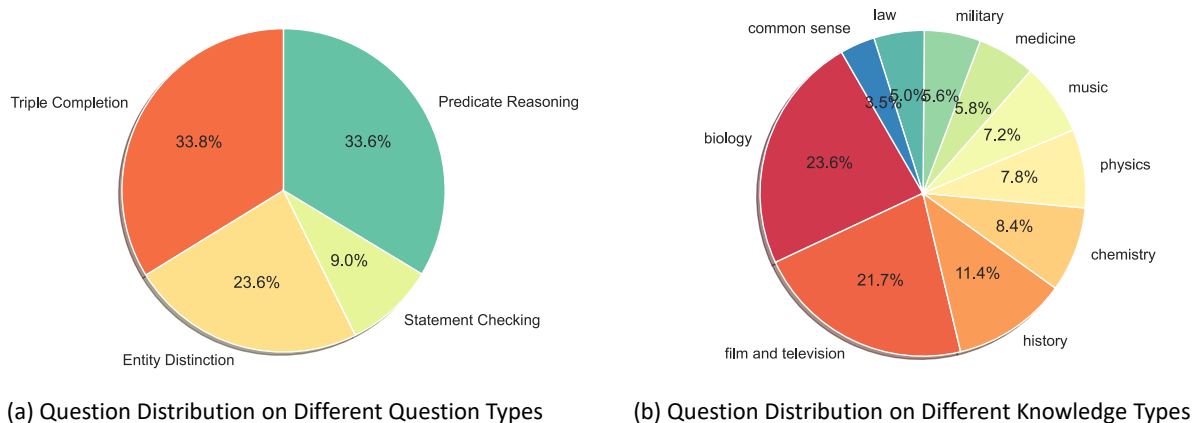 Triple Completion
Predicate Reasoning
33.8%
33.6%
9.0%
23.6%
Statement Checking
Entity Distinction
(a) Question Distribution on Different Question Types
law
military
common sense
medicine
music
3.5%
5.0%
5.6%
5.8%
biology
7.2%
physics
23.6%
7.8%
8.4%
chemistry
21.7%
11.4%
history
film and television
(b) Question Distribution on Different Knowledge Types